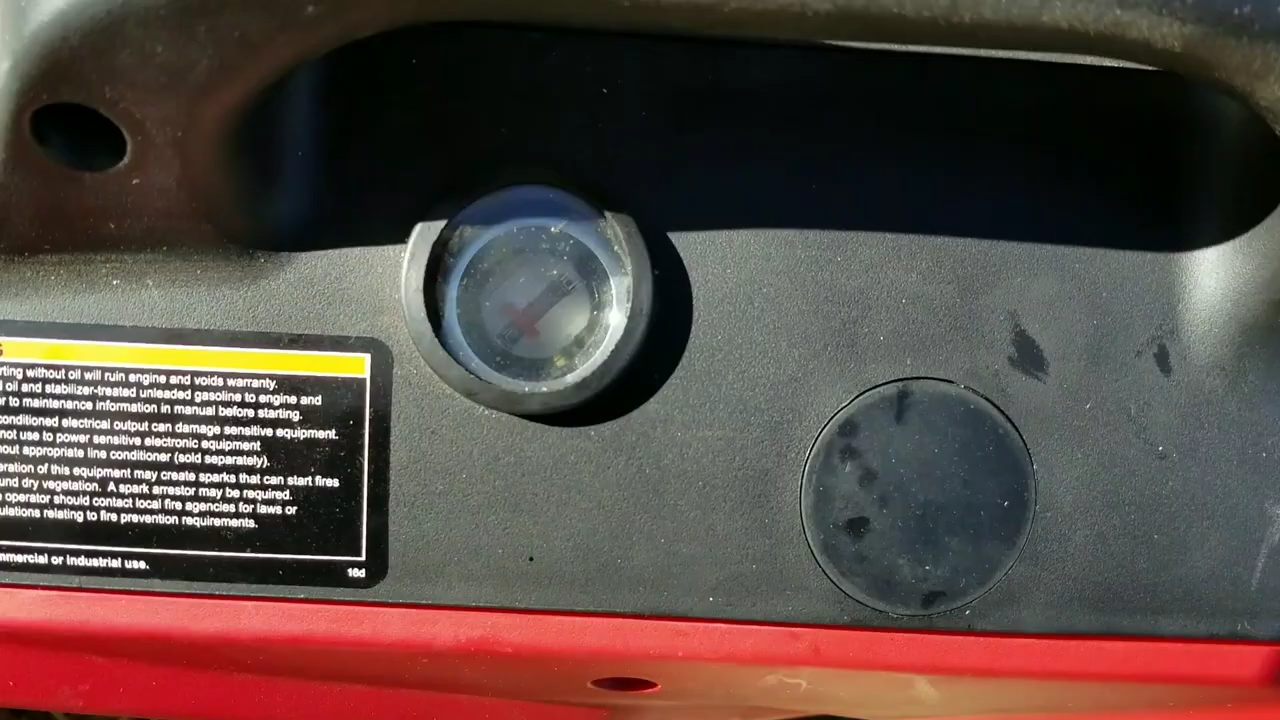 rting without oil will ruin engine and voids warranty.
l oil and stabilizer-treated unleaded gasoline to engine and
er to maintenance information in manual before starting.
conditioned electrical output can damage sensitive equipment.
not use to power sensitive electronic equipment
hout appropriate line conditioner (sold separately).
eration of this equipment may create sparks that can start fires
und dry vegetation. A spark arrestor may be required.
e operator should contact local fire agencies for laws or
ulations relating to fire prevention requirements.
mmercial or industrial use.
16d